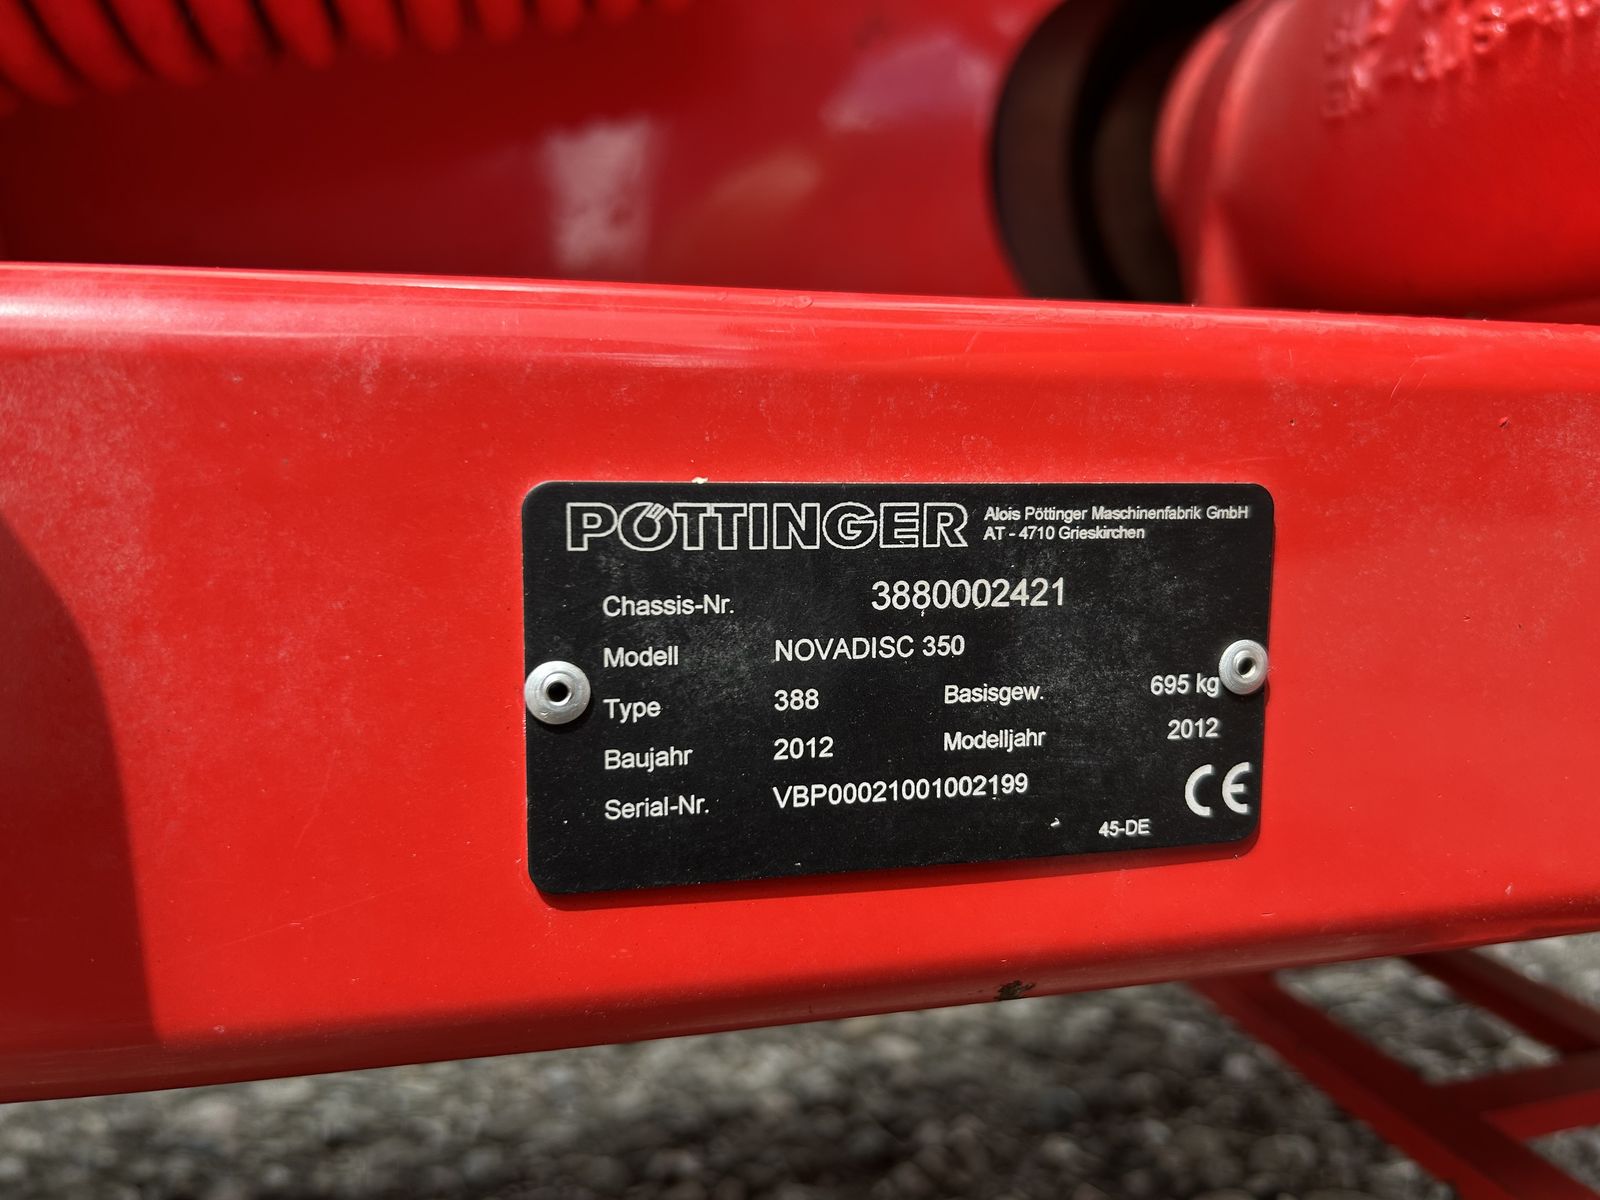 PÖTTINGER Alois Pöttinger Maschinenfabrik GmbH
AT - 4710 Grieskirchen
Chassis-Nr. 3880002421
Modell NOVADISC 350
Type 388 Basisgew. 695 kg
Baujahr 2012 Modelljahr 2012
Serial-Nr. VBP00021001002199
CE
45-DE